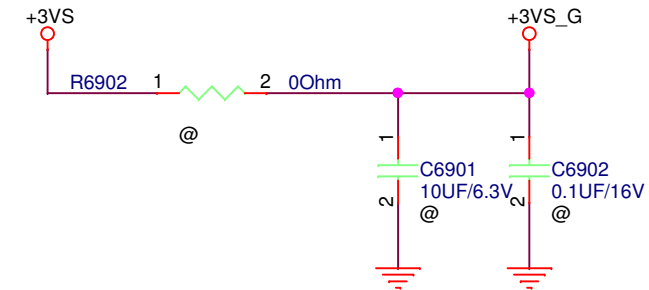 +3VS
+3VS_G
R6902 1 2 0Ohm
@
1
1
C6901
10UF/6.3V
2
@
C6902
0.1UF/16V
2
@